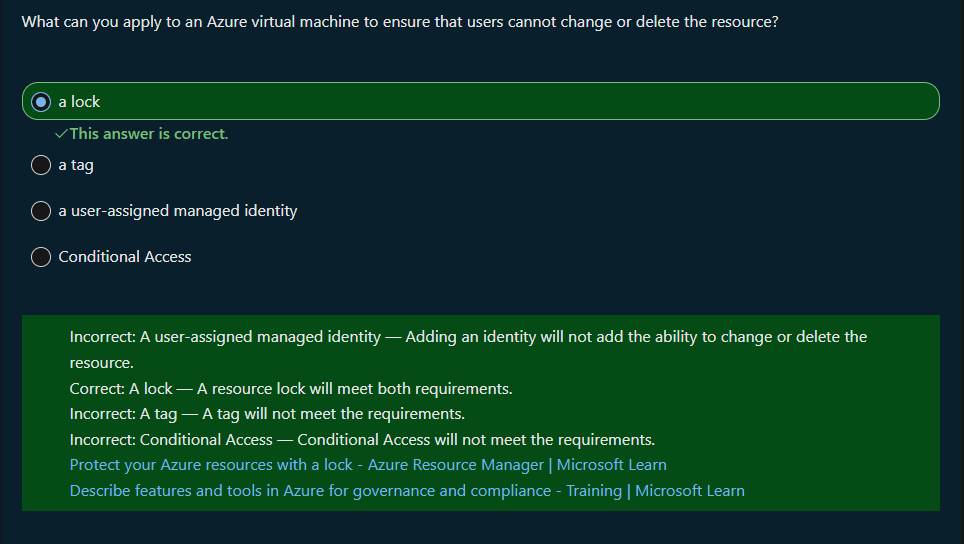 What can you apply to an Azure virtual machine to ensure that users cannot change or delete the resource?
a lock
✓This answer is correct.
a tag
a user-assigned managed identity
Conditional Access
Incorrect: A user-assigned managed identity — Adding an identity will not add the ability to change or delete the
resource.
Correct: A lock — A resource lock will meet both requirements.
Incorrect: A tag — A tag will not meet the requirements.
Incorrect: Conditional Access — Conditional Access will not meet the requirements.
Protect your Azure resources with a lock - Azure Resource Manager | Microsoft Learn
Describe features and tools in Azure for governance and compliance - Training | Microsoft Learn